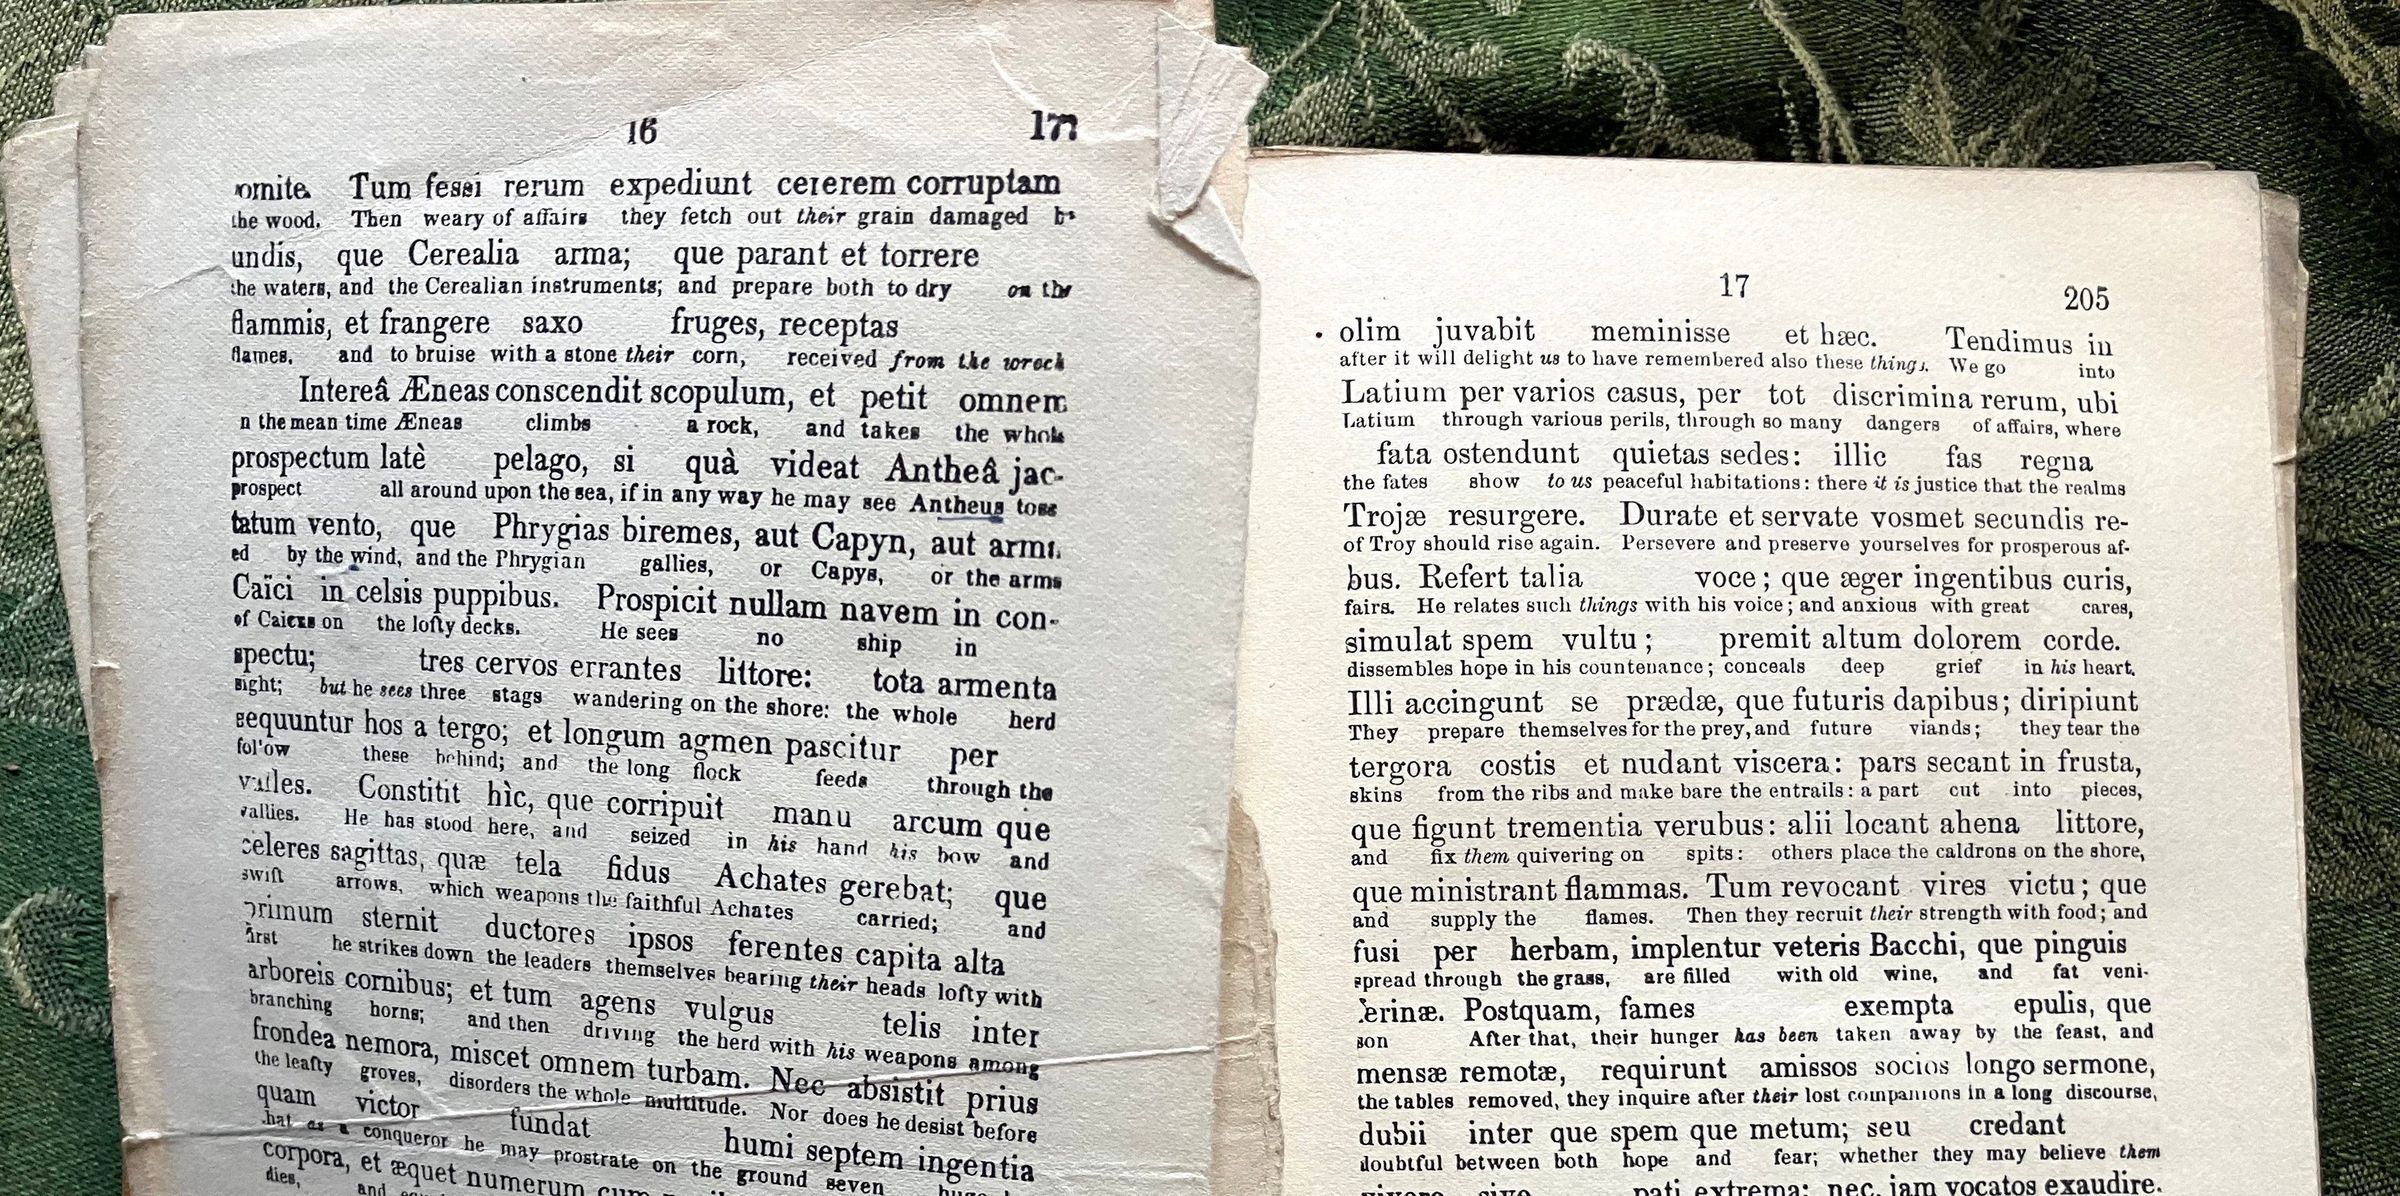 16 177
fomite. Tum fessi rerum expediunt cererem corruptam
the wood. Then weary of affairs they fetch out their grain damaged
undis, que Cerealia arma; que parant et torrere
the waters, and the Cerealian instruments; and prepare both to dry on the
flammis, et frangere saxo fruges, receptas
flames, and to bruise with a stone their corn, received from the wreck
Intereâ Æneas conscendit scopulum, et petit omnem
n the mean time Æneas climbs a rock, and takes the whole
prospectum latè pelago, si quà videat Antheâ jac-
prospect all around upon the sea, if in any way he may see Antheus toss
tatum vento, que Phrygias biremes, aut Capyn, aut arma
ed by the wind, and the Phrygian gallies, or Capys, or the arms
Caïci in celsis puppibus. Prospicit nullam navem in con-
of Caicus on the lofty decks. He sees no ship in
spectu; tres cervos errantes littore: tota armenta
sight; but he sees three stags wandering on the shore: the whole herd
sequuntur hos a tergo; et longum agmen pascitur per
follow these behind; and the long flock feeds through the
valles. Constitit hìc, que corripuit manu arcum que
vallies. He has stood here, and seized in his hand his bow and
celeres sagittas, quæ tela fidus Achates gerebat; que
swift arrows, which weapons the faithful Achates carried; and
primum sternit ductores ipsos ferentes capita alta
first he strikes down the leaders themselves bearing their heads lofty with
arboreis cornibus; et tum agens vulgus telis inter
branching horns; and then driving the herd with his weapons among
frondea nemora, miscet omnem turbam. Nec absistit prius
the leafty groves, disorders the whole multitude. Nor does he desist before
quam victor fundat humi septem ingentia
hat as a conqueror he may prostrate on the ground seven
corpora, et æquet numerum
dies, and
17 205
olim juvabit meminisse et hæc. Tendimus in
after it will delight us to have remembered also these things. We go into
Latium per varios casus, per tot discrimina rerum, ubi
Latium through various perils, through so many dangers of affairs, where
fata ostendunt quietas sedes: illic fas regna
the fates show to us peaceful habitations: there it is justice that the realms
Trojæ resurgere. Durate et servate vosmet secundis re-
of Troy should rise again. Persevere and preserve yourselves for prosperous af-
bus. Refert talia voce; que æger ingentibus curis,
fairs. He relates such things with his voice; and anxious with great cares,
simulat spem vultu; premit altum dolorem corde.
dissembles hope in his countenance; conceals deep grief in his heart.
Illi accingunt se prædæ, que futuris dapibus; diripiunt
They prepare themselves for the prey, and future viands; they tear the
tergora costis et nudant viscera: pars secant in frusta,
skins from the ribs and make bare the entrails: a part cut into pieces,
que figunt trementia verubus: alii locant ahena littore,
and fix them quivering on spits: others place the caldrons on the shore,
que ministrant flammas. Tum revocant vires victu; que
and supply the flames. Then they recruit their strength with food; and
fusi per herbam, implentur veteris Bacchi, que pinguis
spread through the grass, are filled with old wine, and fat veni-
ferinæ. Postquam, fames exempta epulis, que
son After that, their hunger has been taken away by the feast, and
mensæ remotæ, requirunt amissos socios longo sermone,
the tables removed, they inquire after their lost companions in a long discourse,
dubii inter que spem que metum; seu credant
doubtful between both hope and fear; whether they may believe them
vivere sive pati extrema; nec jam vocatos exaudire.